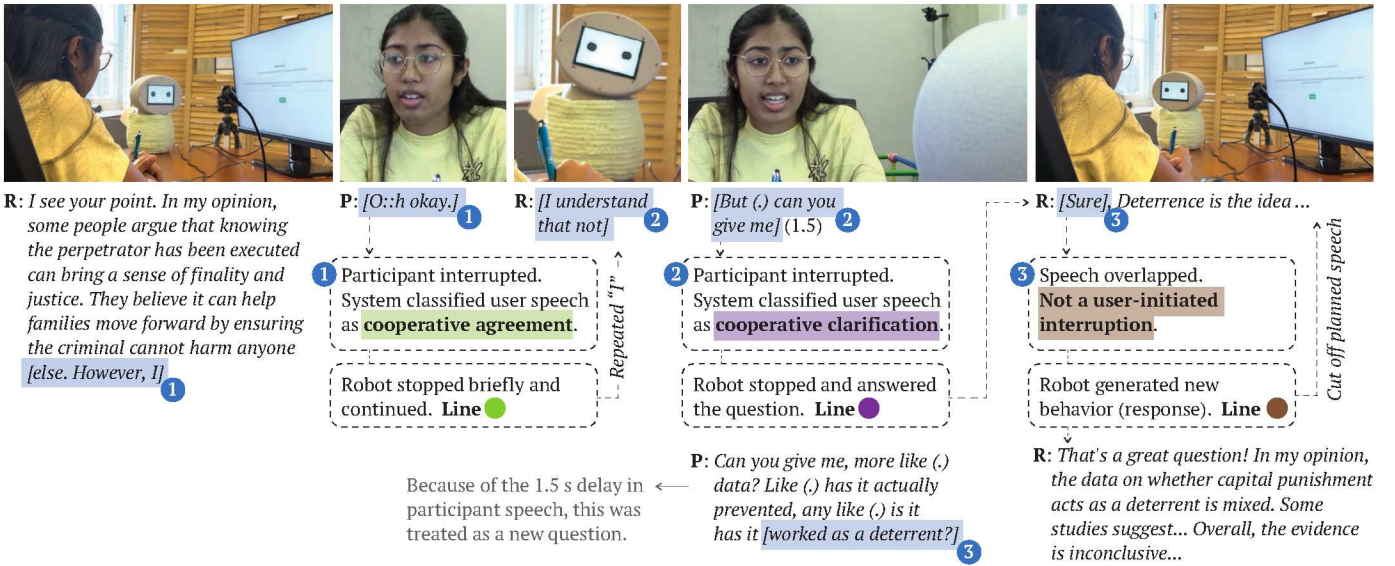 R: I see your point. In my opinion,
some people argue that knowing
the perpetrator has been executed
can bring a sense of finality and
justice. They believe it can help
families move forward by ensuring
the criminal cannot harm anyone
[else. However, I]
1
P: [O::h okay.]
1
1
Participant interrupted.
System classified user speech
as cooperative agreement.
Robot stopped briefly and
continued. Line
Repeated "I"
R: [I understand
that not]
2
P: [But (.) can you
give me] (1.5)
2
2
Participant interrupted.
System classified user speech
as cooperative clarification.
Robot stopped and answered
the question. Line
P: Can you give me, more like (.)
data? Like (.) has it actually
prevented, any like (.) is it
has it [worked as a deterrent?]
3
Because of the 1.5 s delay in
participant speech, this was
treated as a new question.
R: [Sure], Deterrence is the idea ...
3
3
Speech overlapped.
Not a user-initiated
interruption.
Robot generated new
behavior (response). Line
Cut off planned speech
R: That's a great question! In my opinion,
the data on whether capital punishment
acts as a deterrent is mixed. Some
studies suggest... Overall, the evidence
is inconclusive...